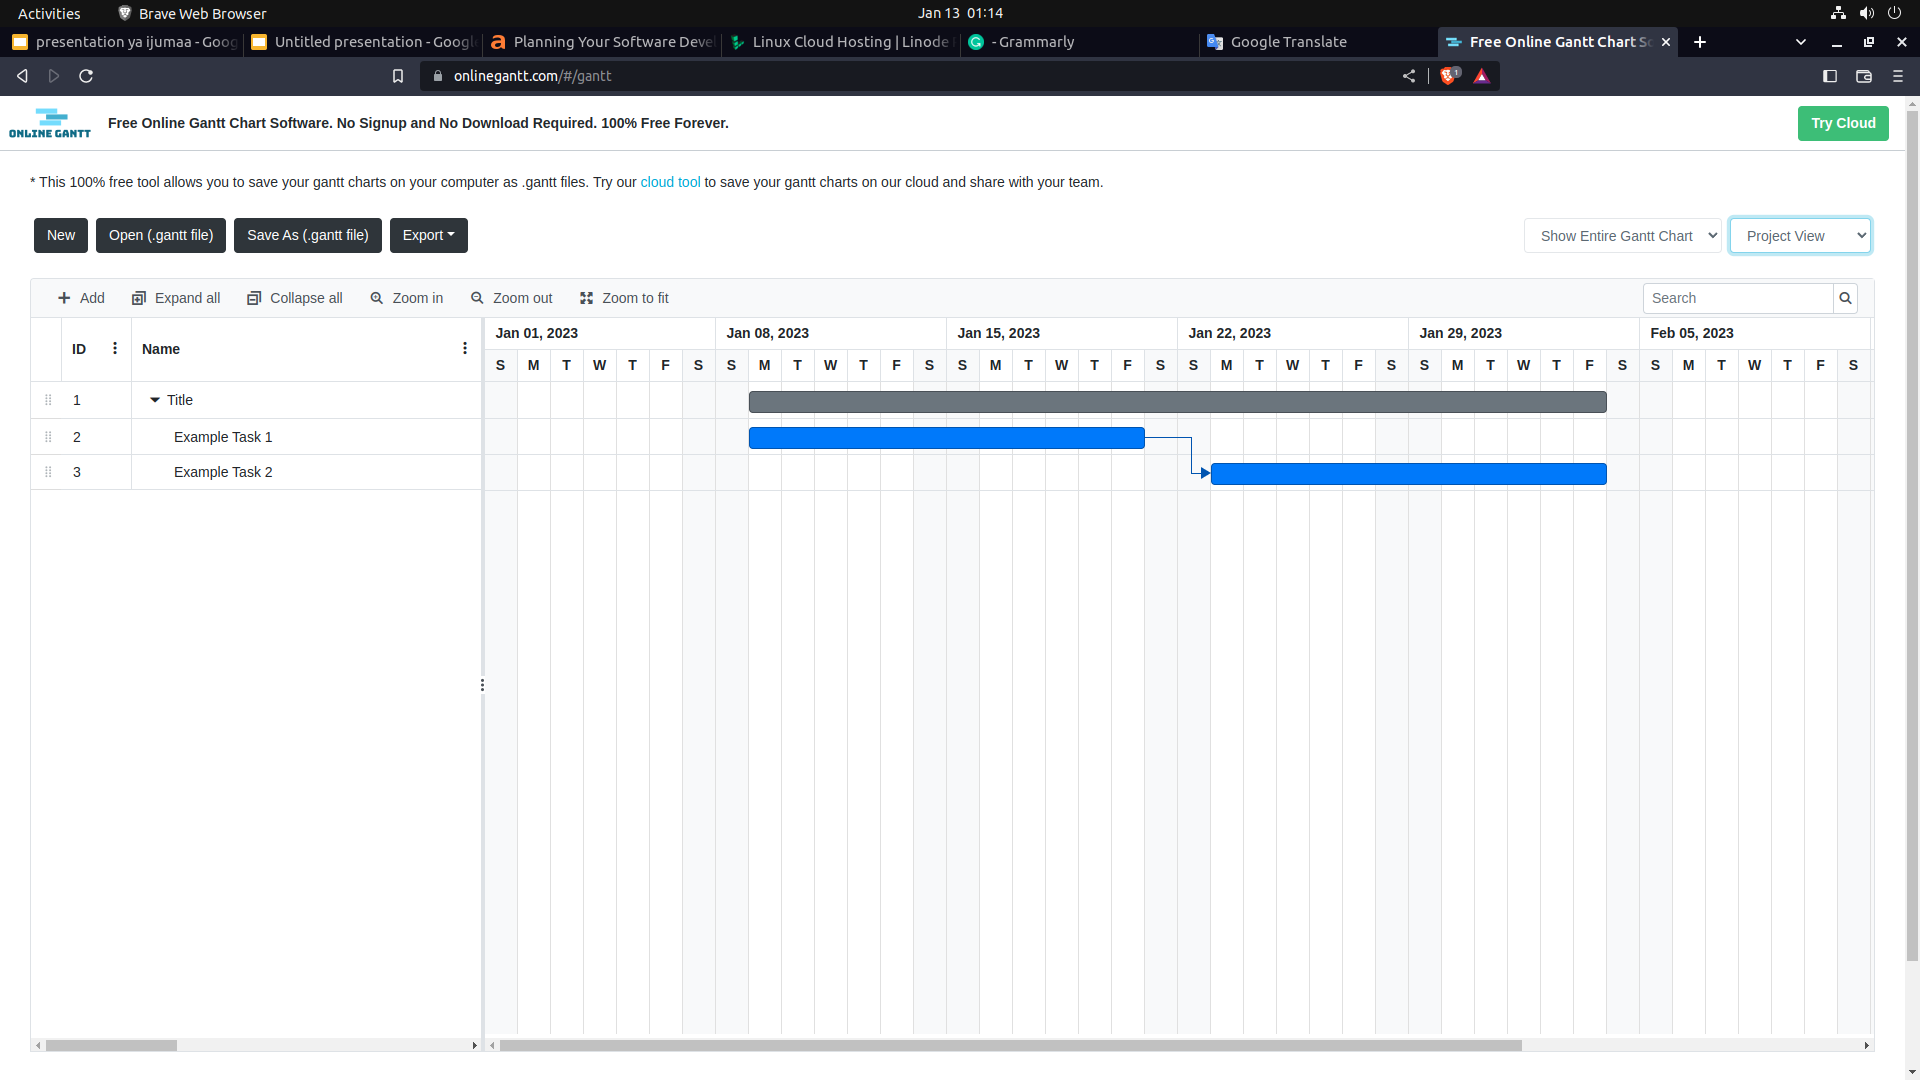 Activities Brave Web Browser Jan 13 01:14
presentation ya ijumaa - Goog Untitled presentation - Googl Planning Your Software Deve Linux Cloud Hosting | Linode - Grammarly Google Translate Free Online Gantt Chart So
onlinegantt.com/#/gantt 1
ONLINE GANTT Free Online Gantt Chart Software. No Signup and No Download Required. 100% Free Forever. Try Cloud
* This 100% free tool allows you to save your gantt charts on your computer as .gantt files. Try our cloud tool to save your gantt charts on our cloud and share with your team.
New Open (.gantt file) Save As (.gantt file) Export Show Entire Gantt Chart Project View
Add Expand all Collapse all Zoom in Zoom out Zoom to fit Search
ID Name Jan 01, 2023 Jan 08, 2023 Jan 15, 2023 Jan 22, 2023 Jan 29, 2023 Feb 05, 2023
S M T W T F S S M T W T F S S M T W T F S S M T W T F S S M T W T F S S M T W T F S
1 Title
2 Example Task 1
3 Example Task 2